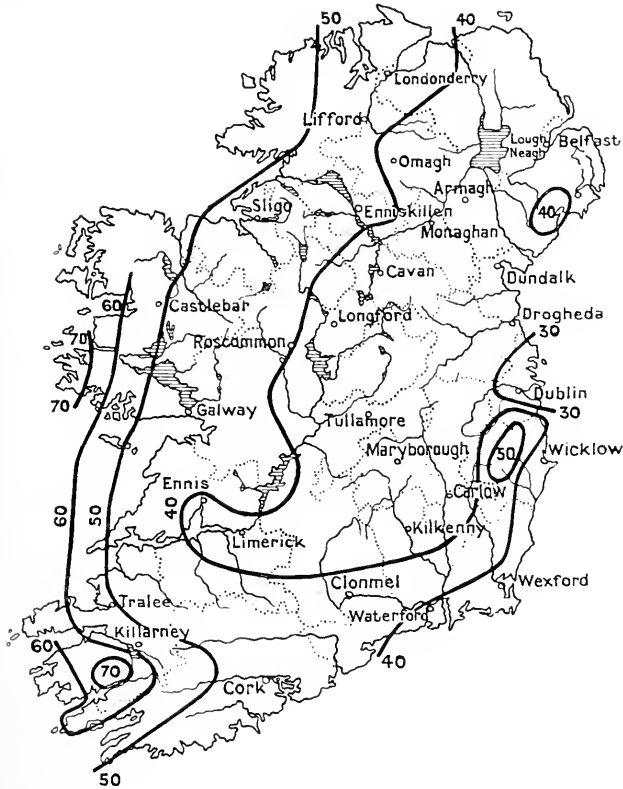 50
40
Londonderry
Lifford
Lough Neagh
Belfast
Omagh
Armagh
Sligo
Enniskillen
40
Monaghan
Cavan
Dundalk
60
Castlebar
Longford
Drogheda
70
Roscommon
30
70
Galway
Dublin
30
Tullamore
Maryborough
50
Wicklow
Ennis
Carlow
60
50
40
Kilkenny
Limerick
Clonmel
Wexford
Tralee
Waterford
Killarney
60
40
70
Cork
50